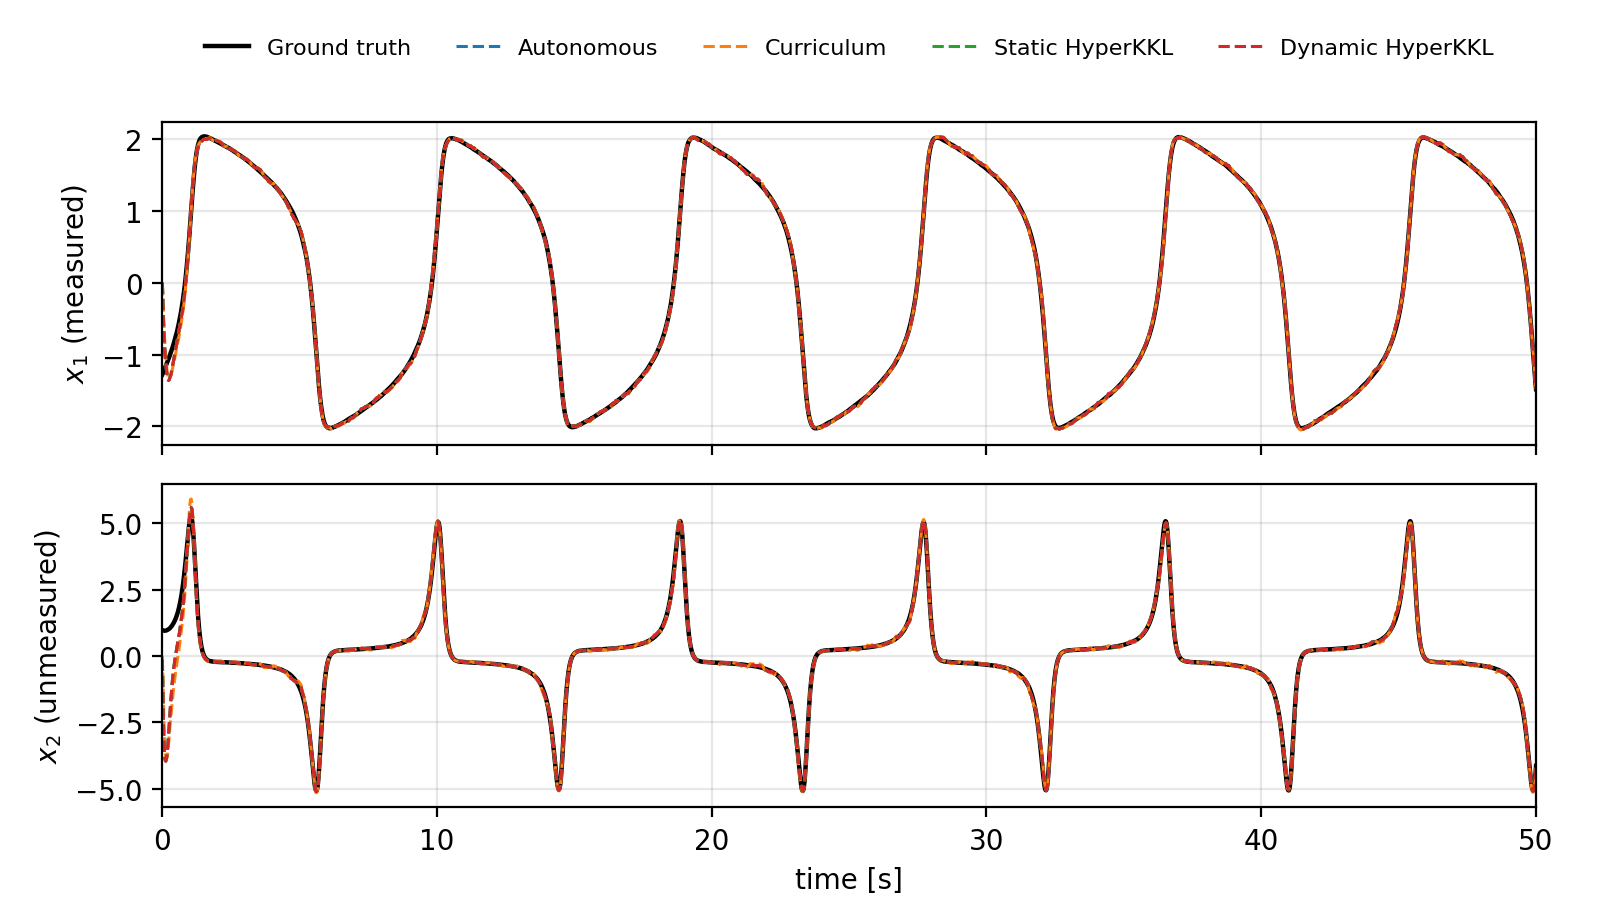 Ground truth Autonomous Curriculum Static HyperKKL Dynamic HyperKKL
2
1
0
−1
−2
x₁ (measured)
5.0
2.5
0.0
−2.5
−5.0
x₂ (unmeasured)
0 10 20 30 40 50
time [s]